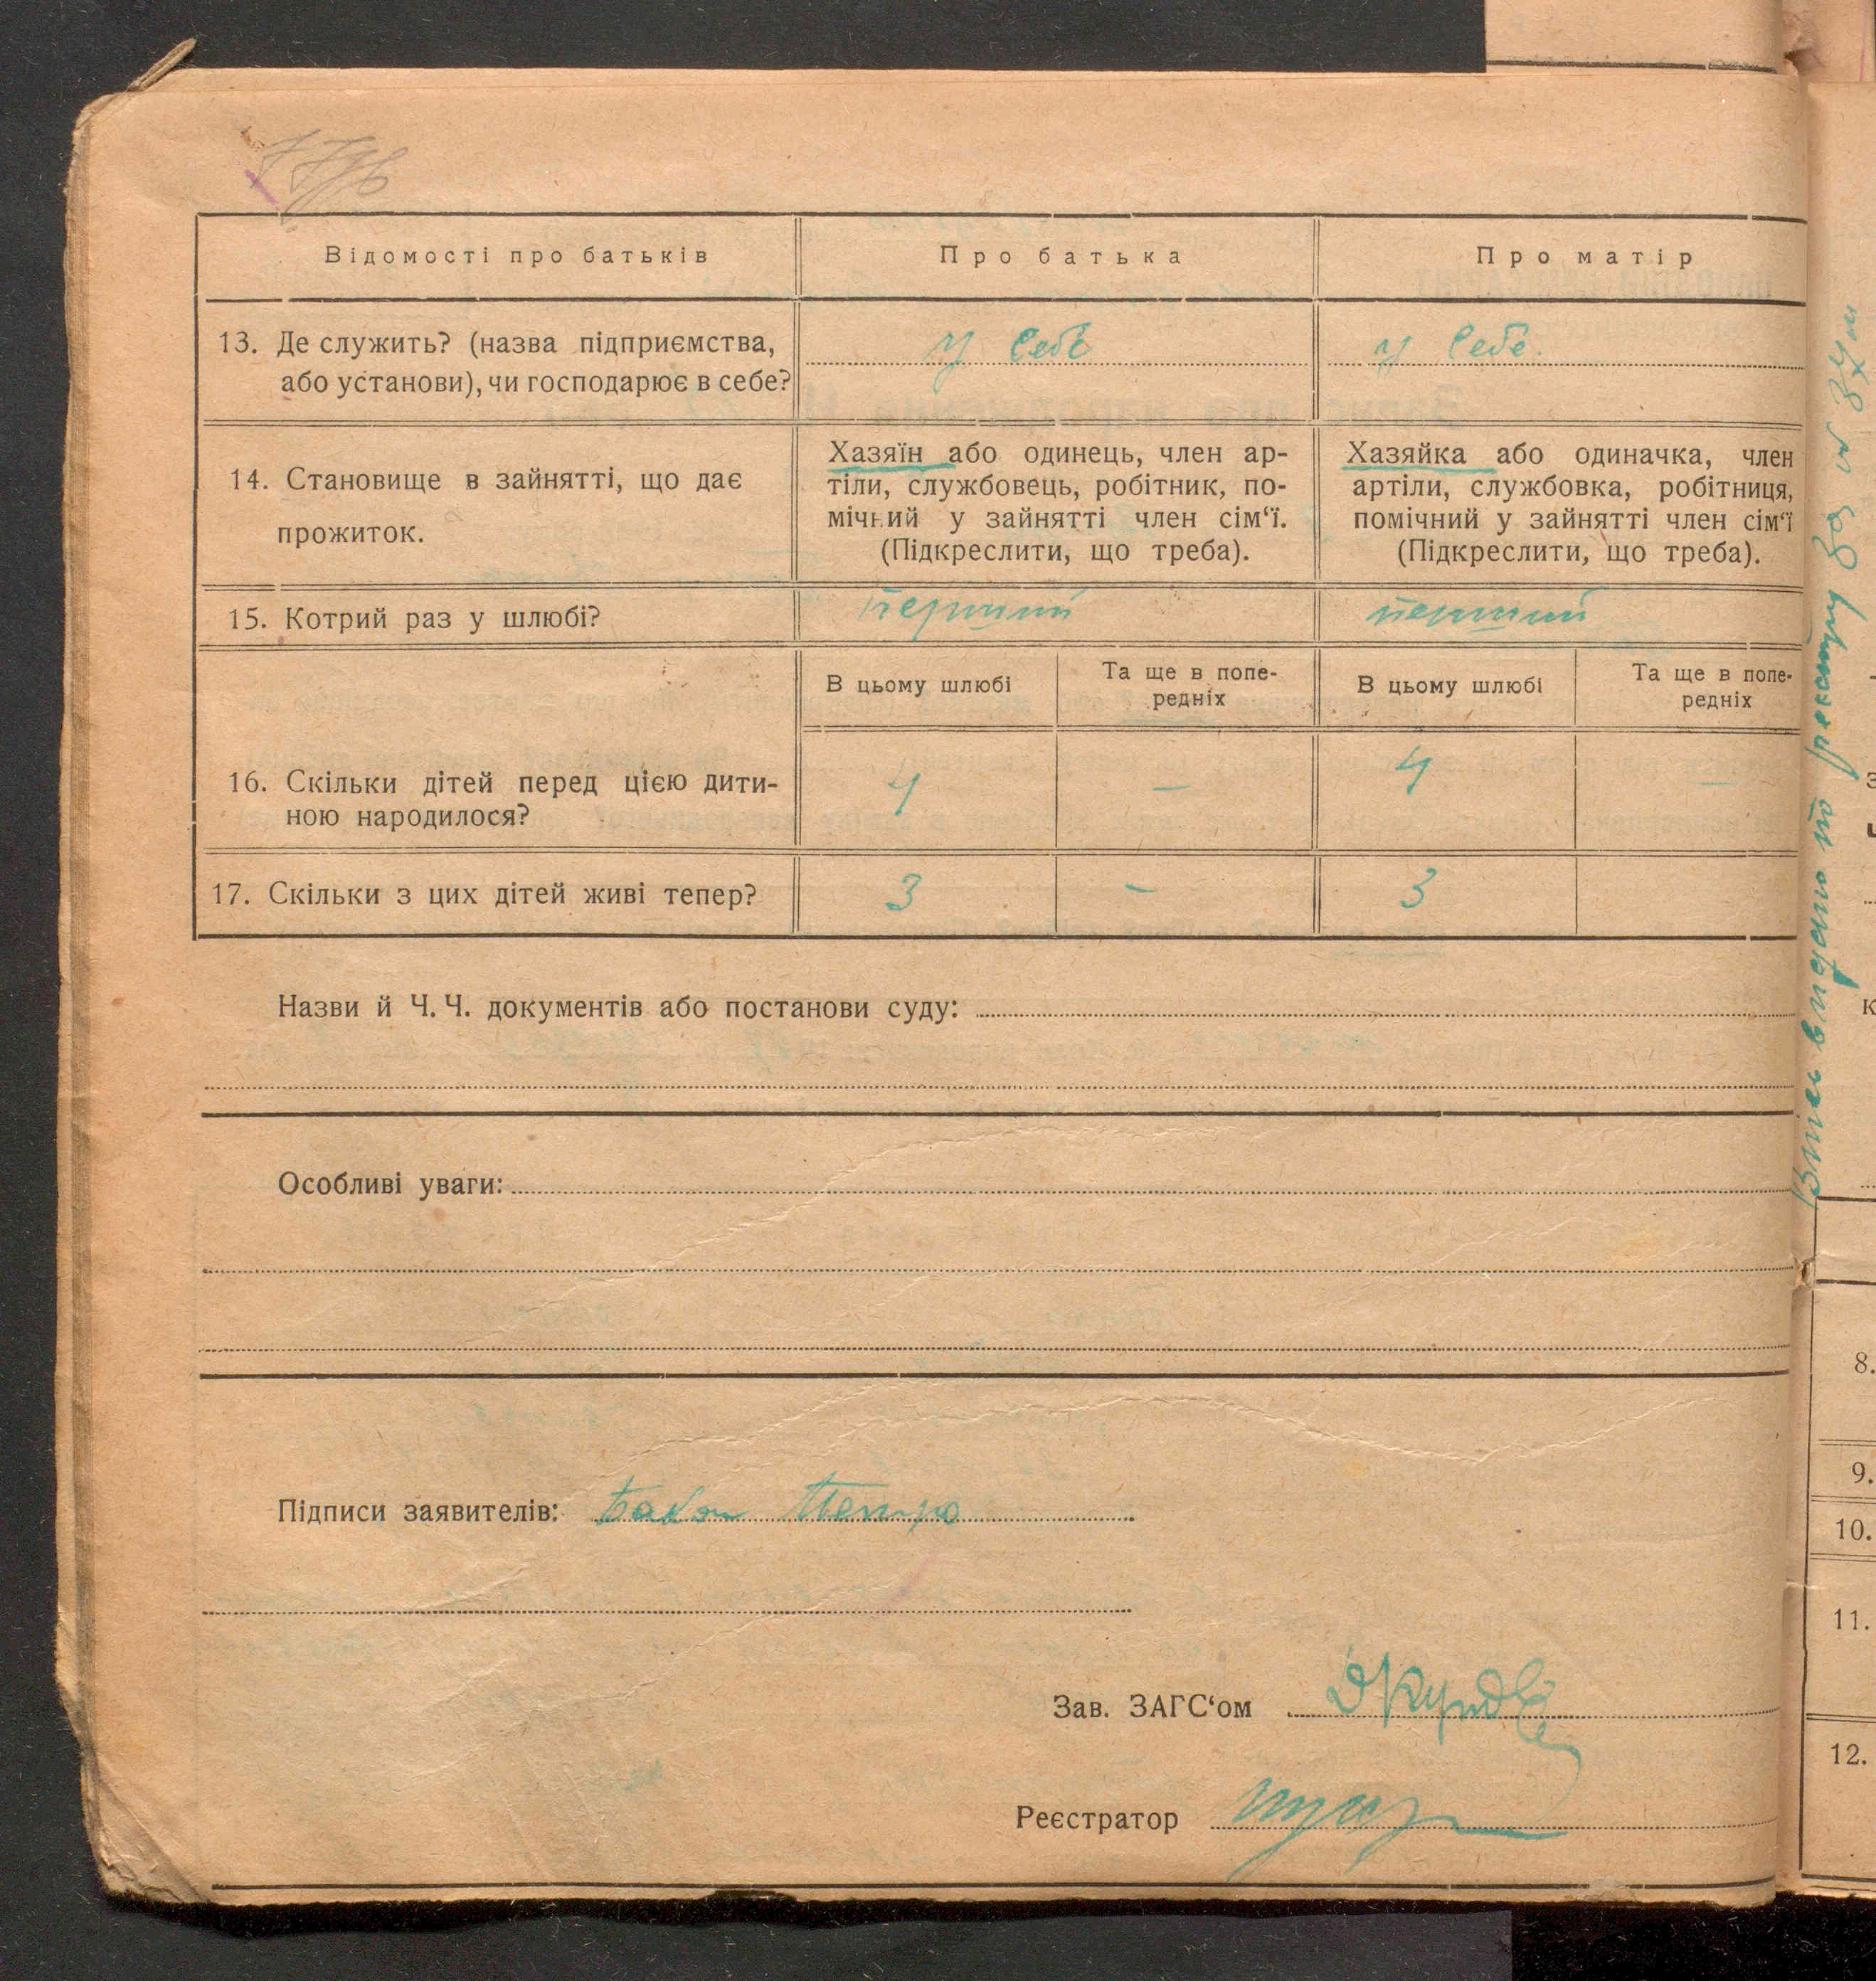 Відомості про батьків Про батька Про матір
13. Де служить? (назва підприємства, у себе у себе
або установи), чи господарює в себе?
14. Становище в зайнятті, що дає
прожиток.
Хазяїн або одинець, член ар-
тіли, службовець, робітник, по-
мічний у зайнятті член сім‘ї.
(Підкреслити, що треба).
Хазяйка або одиначка, член
артіли, службовка, робітниця,
помічний у зайнятті член сім‘ї
(Підкреслити, що треба).
15. Котрий раз у шлюбі? перший перший
В цьому шлюбі
Та ще в попе-
редніх
В цьому шлюбі
Та ще в попе-
редніх
16. Скільки дітей перед цією дити-
ною народилося?
4 — 4 —
17. Скільки з цих дітей живі тепер? 3 - 3
Назви й Ч. Ч. документів або постанови суду:
Особливі уваги:
Підписи заявителів: Петро
Зав. ЗАГС‘ом
Реєстратор
8.
9.
10.
11.
12.